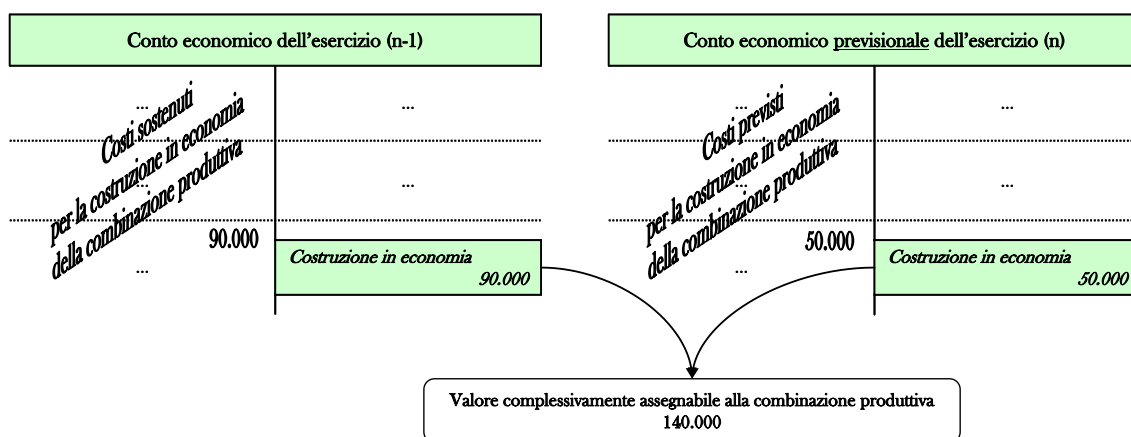 Conto economico dell'esercizio (n-1)
...
...
Costi sostenuti
per la costruzione in economia
della combinazione produttiva
90.000
...
...
...
Costruzione in economia
90.000
Conto economico previsionale dell'esercizio (n)
...
...
Costi previsti
per la costruzione in economia
della combinazione produttiva
50.000
...
...
...
Costruzione in economia
50.000
Valore complessivamente assegnabile alla combinazione produttiva
140.000